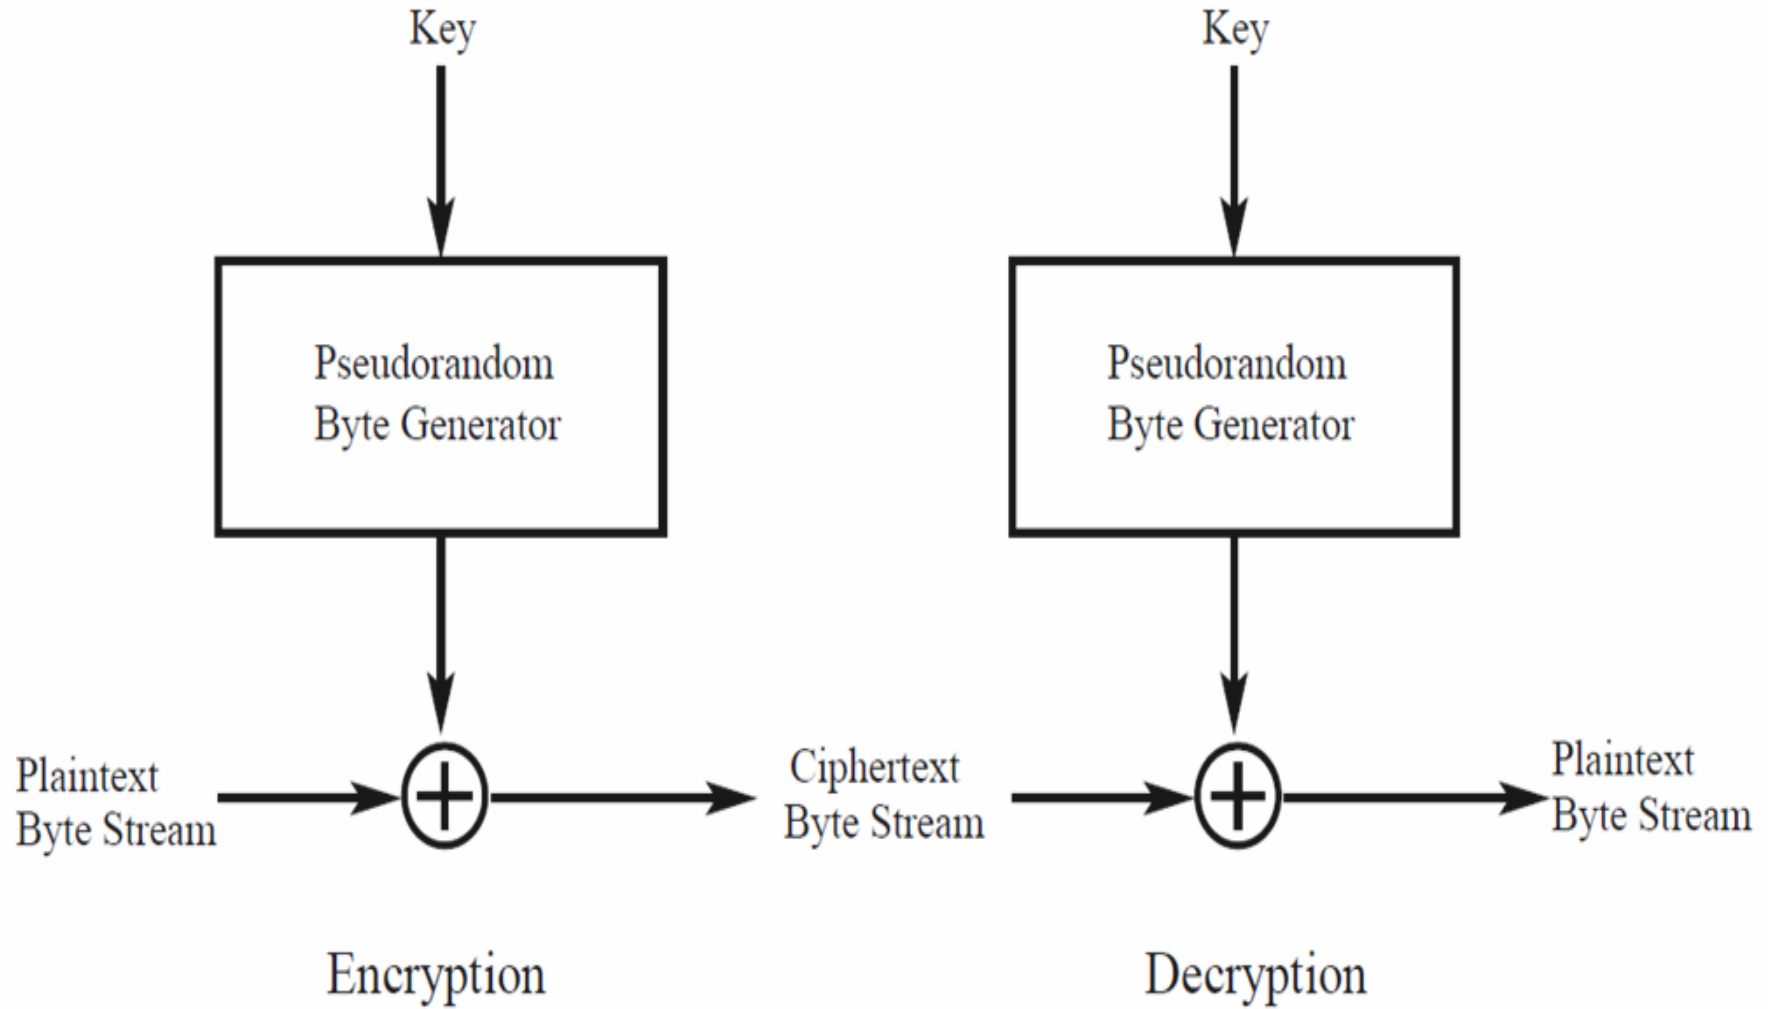 Key
Key
Pseudorandom
Byte Generator
Pseudorandom
Byte Generator
Plaintext
Byte Stream
Ciphertext
Byte Stream
Plaintext
Byte Stream
Encryption
Decryption